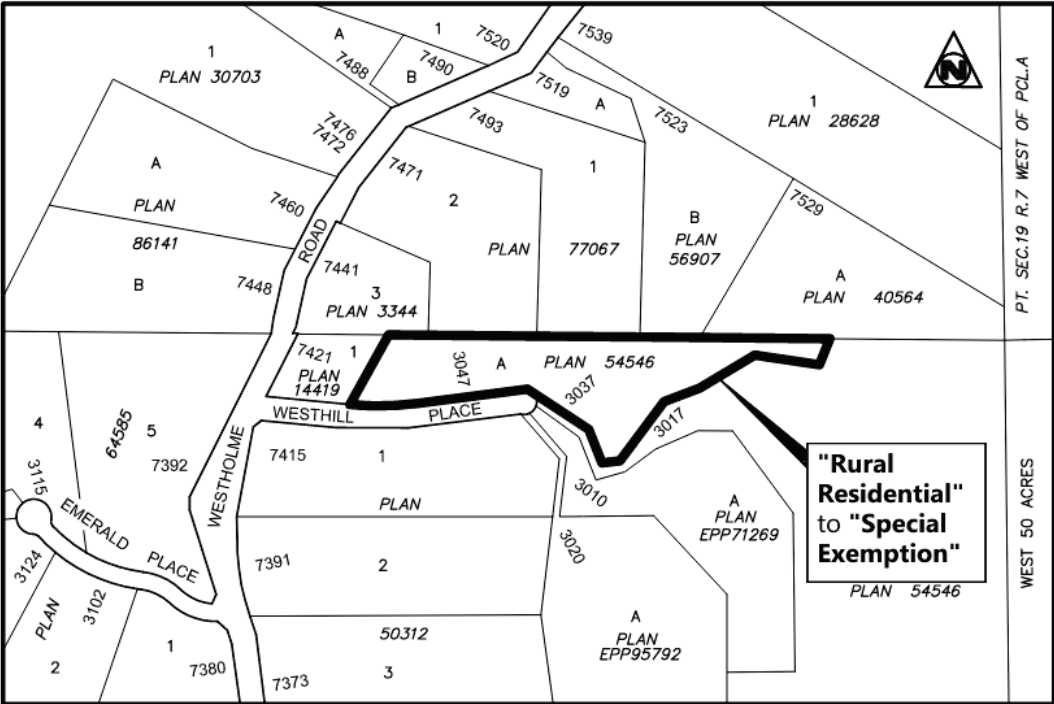 1
PLAN 30703
A
7488
1
7520
7490
B
7539
7519
A
7523
1
PLAN 28628
N
PT. SEC.19 R.7 WEST OF PCL.A
7476
7472
7493
7471
1
2
A
PLAN
86141
7460
B
7448
ROAD
7441
3
PLAN 3344
PLAN 77067
B
PLAN
56907
7529
A
PLAN 40564
7421
1
PLAN
14419
3047
A
PLAN 54546
3037
3017
WESTHILL PLACE
WESTHOLME
4
64585
5
7392
3115
EMERALD PLACE
3124
PLAN
3102
2
1
7380
7415
1
PLAN
3010
3020
7391
2
50312
7373
3
A
PLAN
EPP71269
A
PLAN
EPP95792
"Rural
Residential"
to "Special
Exemption"
PLAN 54546
WEST 50 ACRES